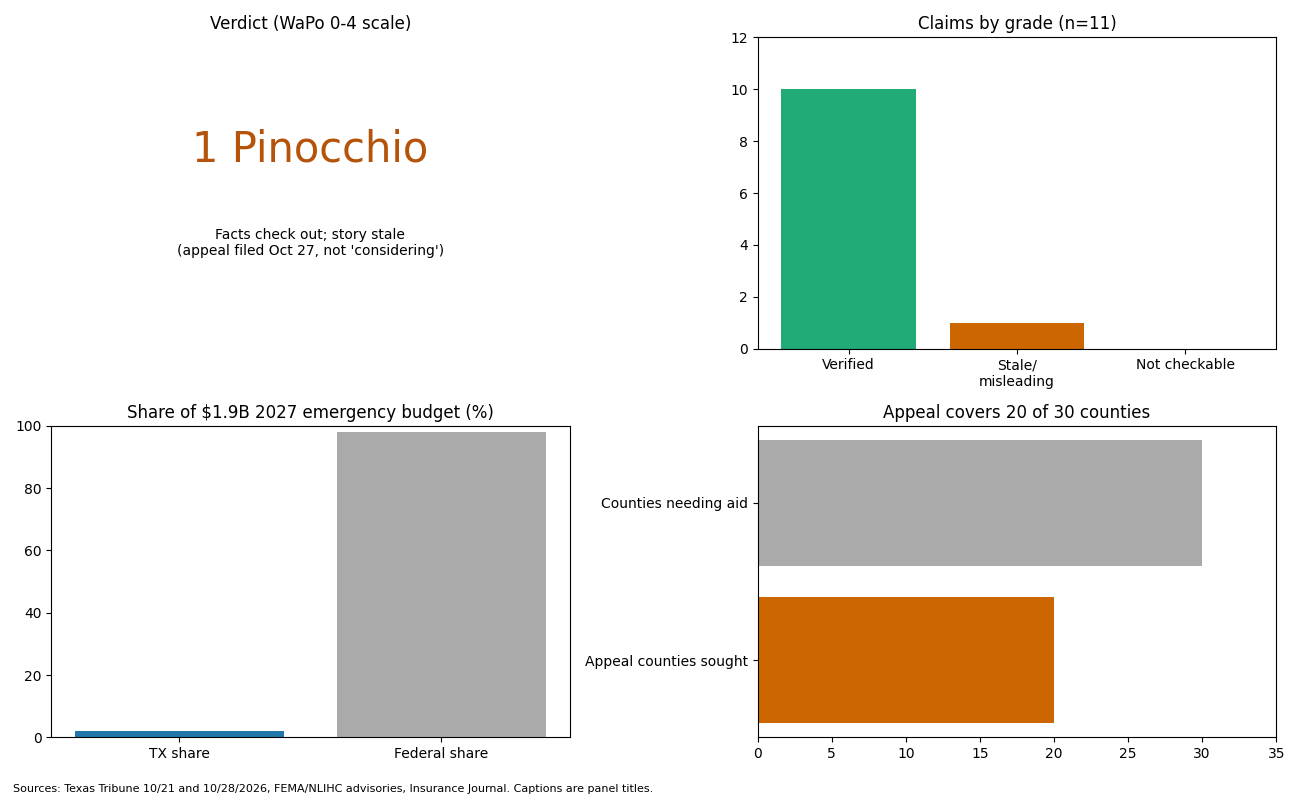 Verdict (WaPo 0-4 scale)
1 Pinocchio
Facts check out; story stale
(appeal filed Oct 27, not 'considering')
Claims by grade (n=11)
12
10
8
6
4
2
0
Verified
Stale/
misleading
Not checkable
Share of $1.9B 2027 emergency budget (%)
100
80
60
40
20
0
TX share
Federal share
Appeal covers 20 of 30 counties
Counties needing aid
Appeal counties sought
0 5 10 15 20 25 30 35
Sources: Texas Tribune 10/21 and 10/28/2026, FEMA/NLIHC advisories, Insurance Journal. Captions are panel titles.